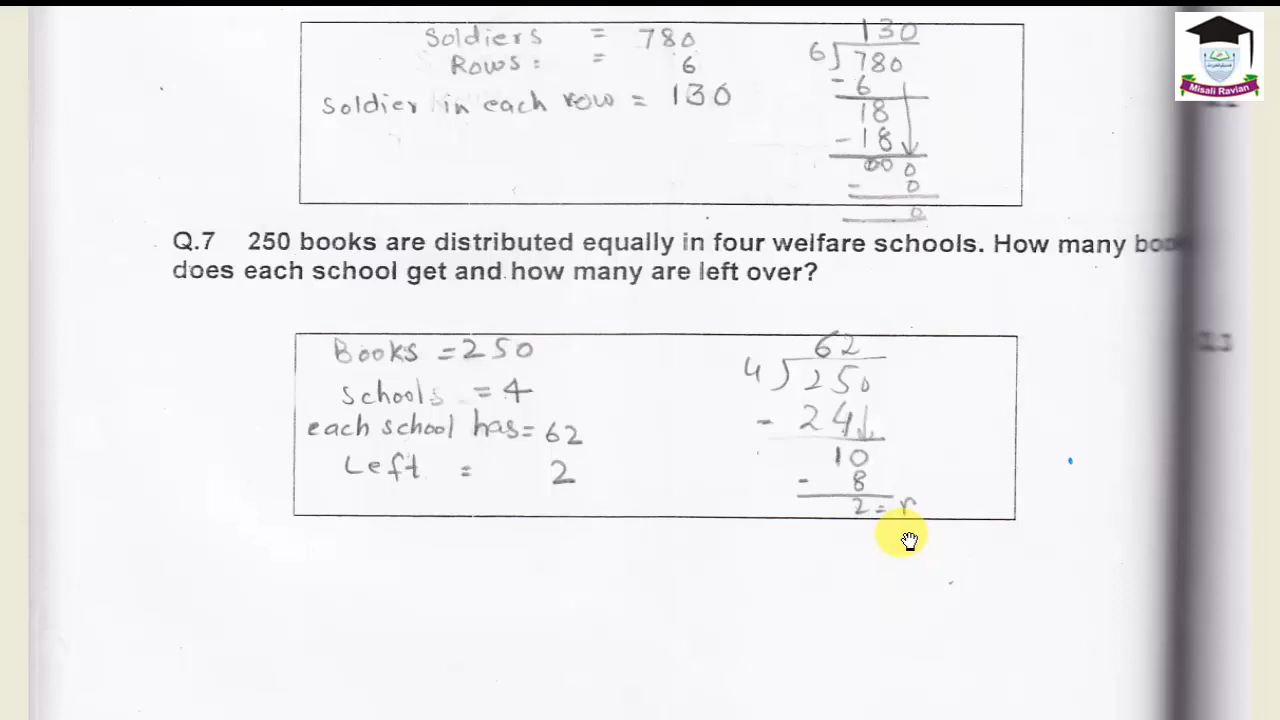 Soldiers = 780
Rows = 6
Soldier in each row = 130
130
6 ) 780
- 6
18
- 18
000
- 0
0
Misali Ravian
Q.7 250 books are distributed equally in four welfare schools. How many
does each school get and how many are left over?
Books = 250
Schools = 4
each school has = 62
Left = 2
62
4 ) 250
- 24
10
- 8
2 = r